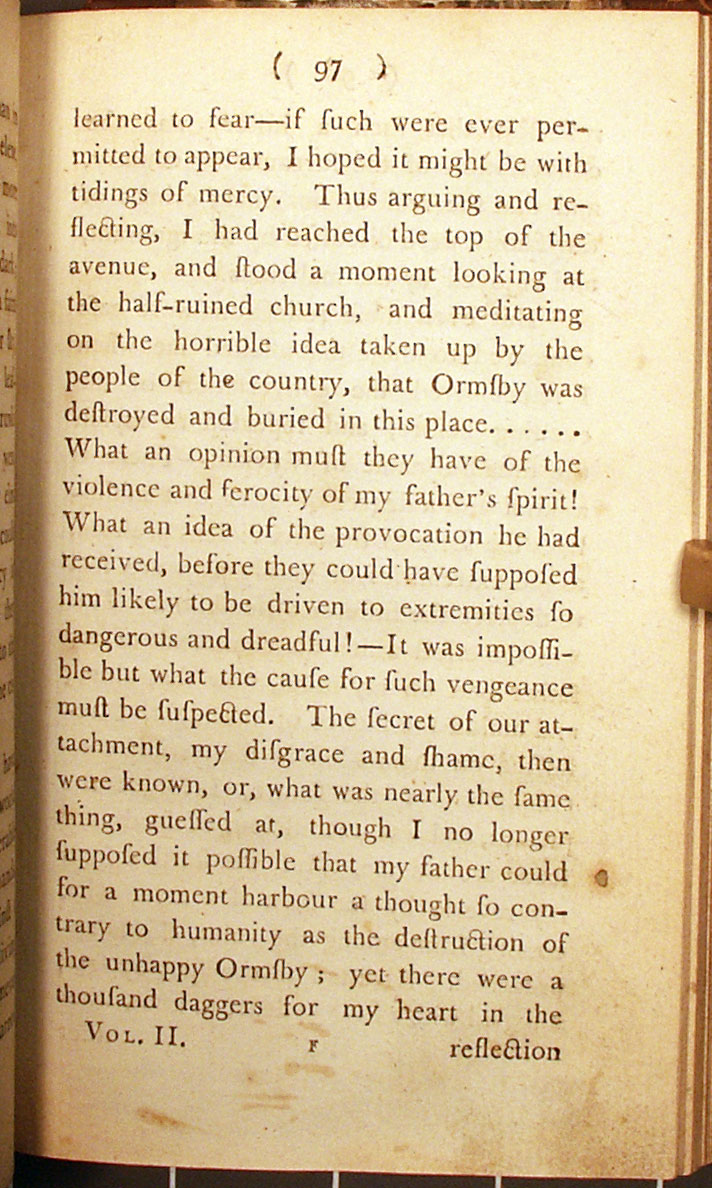 ( 97 )
learned to fear—if ſuch were ever per-
mitted to appear, I hoped it might be with
tidings of mercy. Thus arguing and re-
flecting, I had reached the top of the
avenue, and ſtood a moment looking at
the half-ruined church, and meditating
on the horrible idea taken up by the
people of the country, that Ormſby was
deſtroyed and buried in this place. . . . . .
What an opinion muſt they have of the
violence and ferocity of my father's ſpirit!
What an idea of the provocation he had
received, before they could have ſuppoſed
him likely to be driven to extremities ſo
dangerous and dreadful!—It was impoſſi-
ble but what the cauſe for ſuch vengeance
muſt be ſuſpected. The ſecret of our at-
tachment, my diſgrace and ſhame, then
were known, or, what was nearly the ſame
thing, gueſſed at, though I no longer
ſuppoſed it poſſible that my father could
for a moment harbour a thought ſo con-
trary to humanity as the deſtruction of
the unhappy Ormſby; yet there were a
thouſand daggers for my heart in the
VOL. II. F reflection